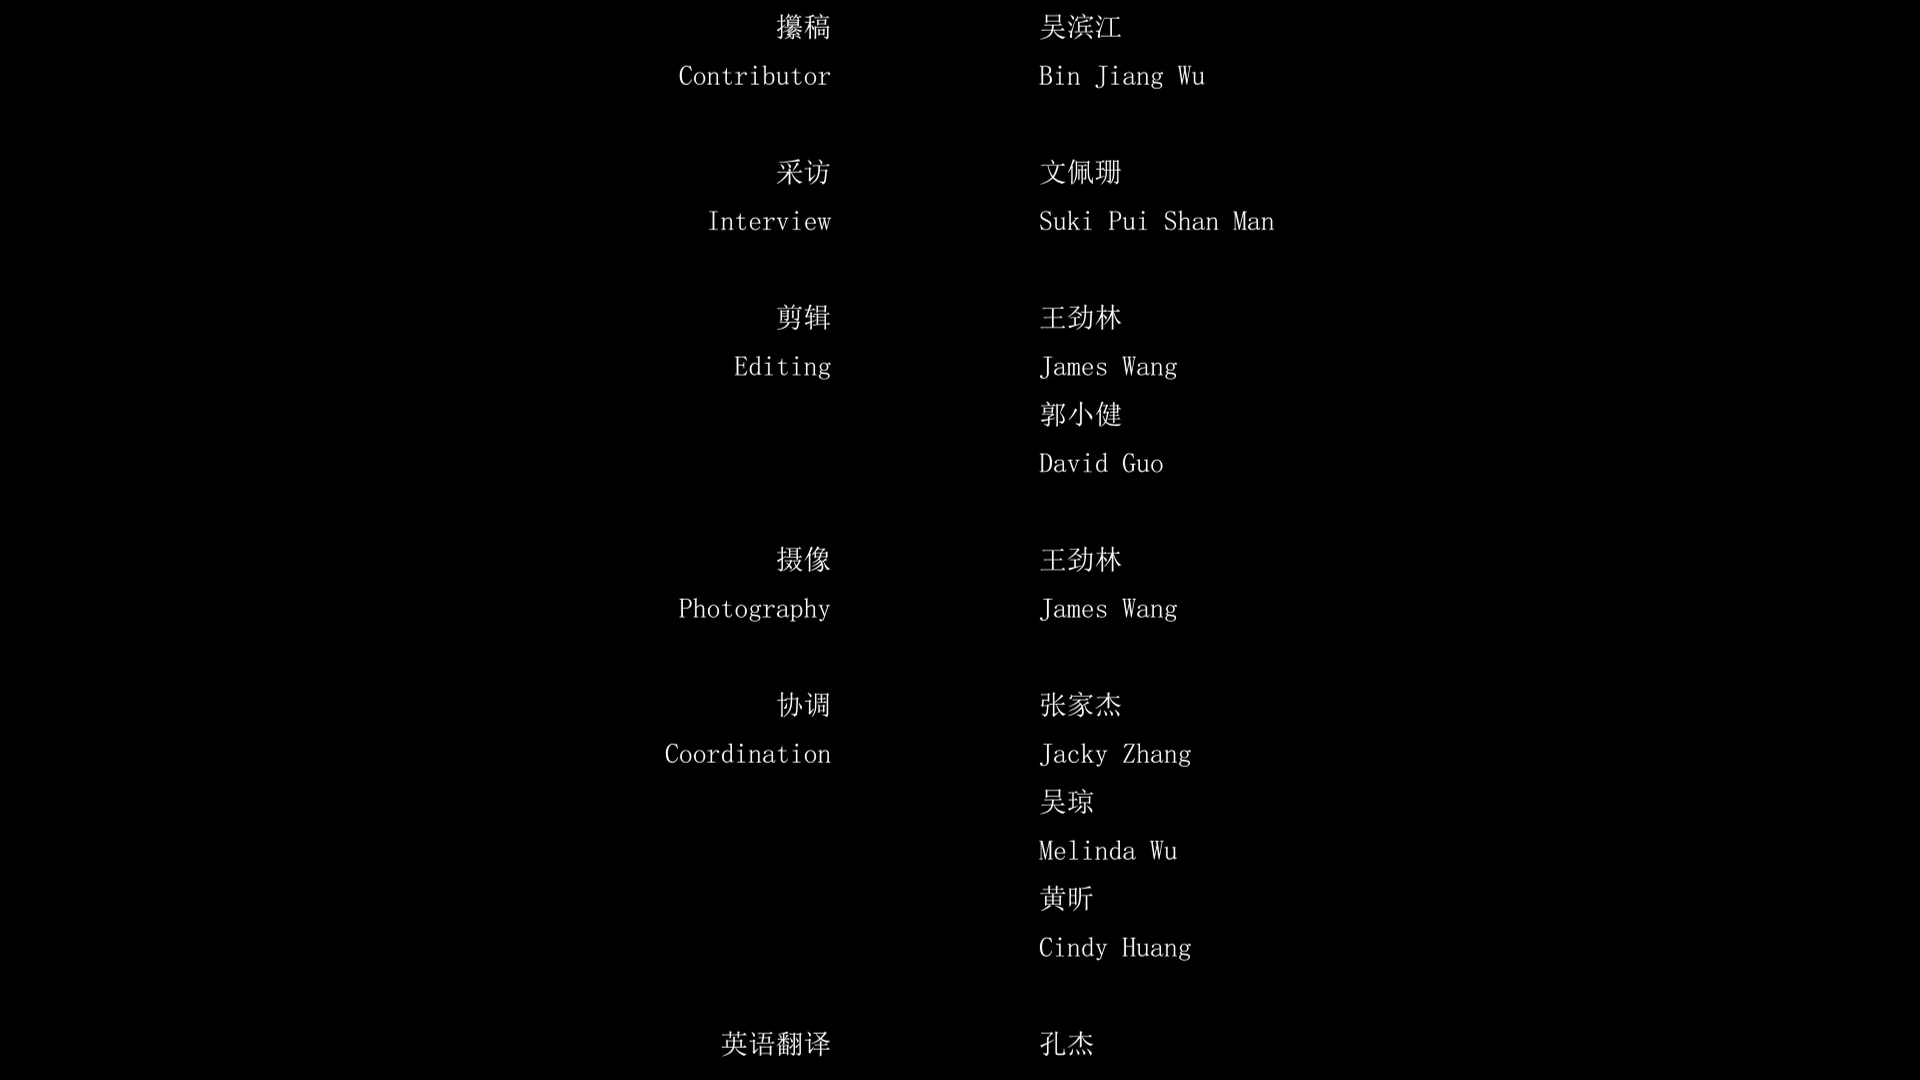 攥稿 吴滨江
Contributor Bin Jiang Wu
采访 文佩珊
Interview Suki Pui Shan Man
剪辑 王劲林
Editing James Wang
郭小健
David Guo
摄像 王劲林
Photography James Wang
协调 张家杰
Coordination Jacky Zhang
吴琼
Melinda Wu
黄昕
Cindy Huang
英语翻译 孔杰